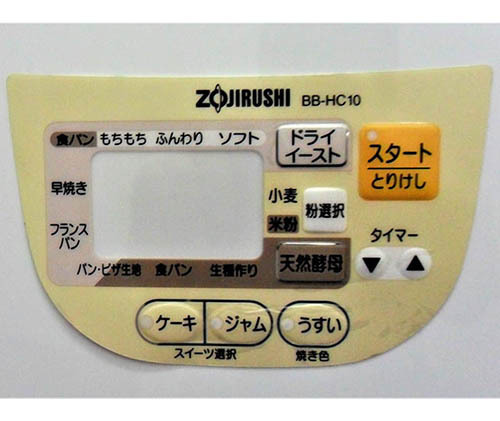 ZOJIRUSHI BB-HC10
食パン もちもち ふんわり ソフト
ドライ
イースト
スタート
とりけし
早焼き
小麦
米粉
粉選択
フランス
パン
タイマー
▼ ▲
パン・ピザ生地 食パン 生種作り
天然酵母
ケーキ ジャム うすい
スイーツ選択 焼き色